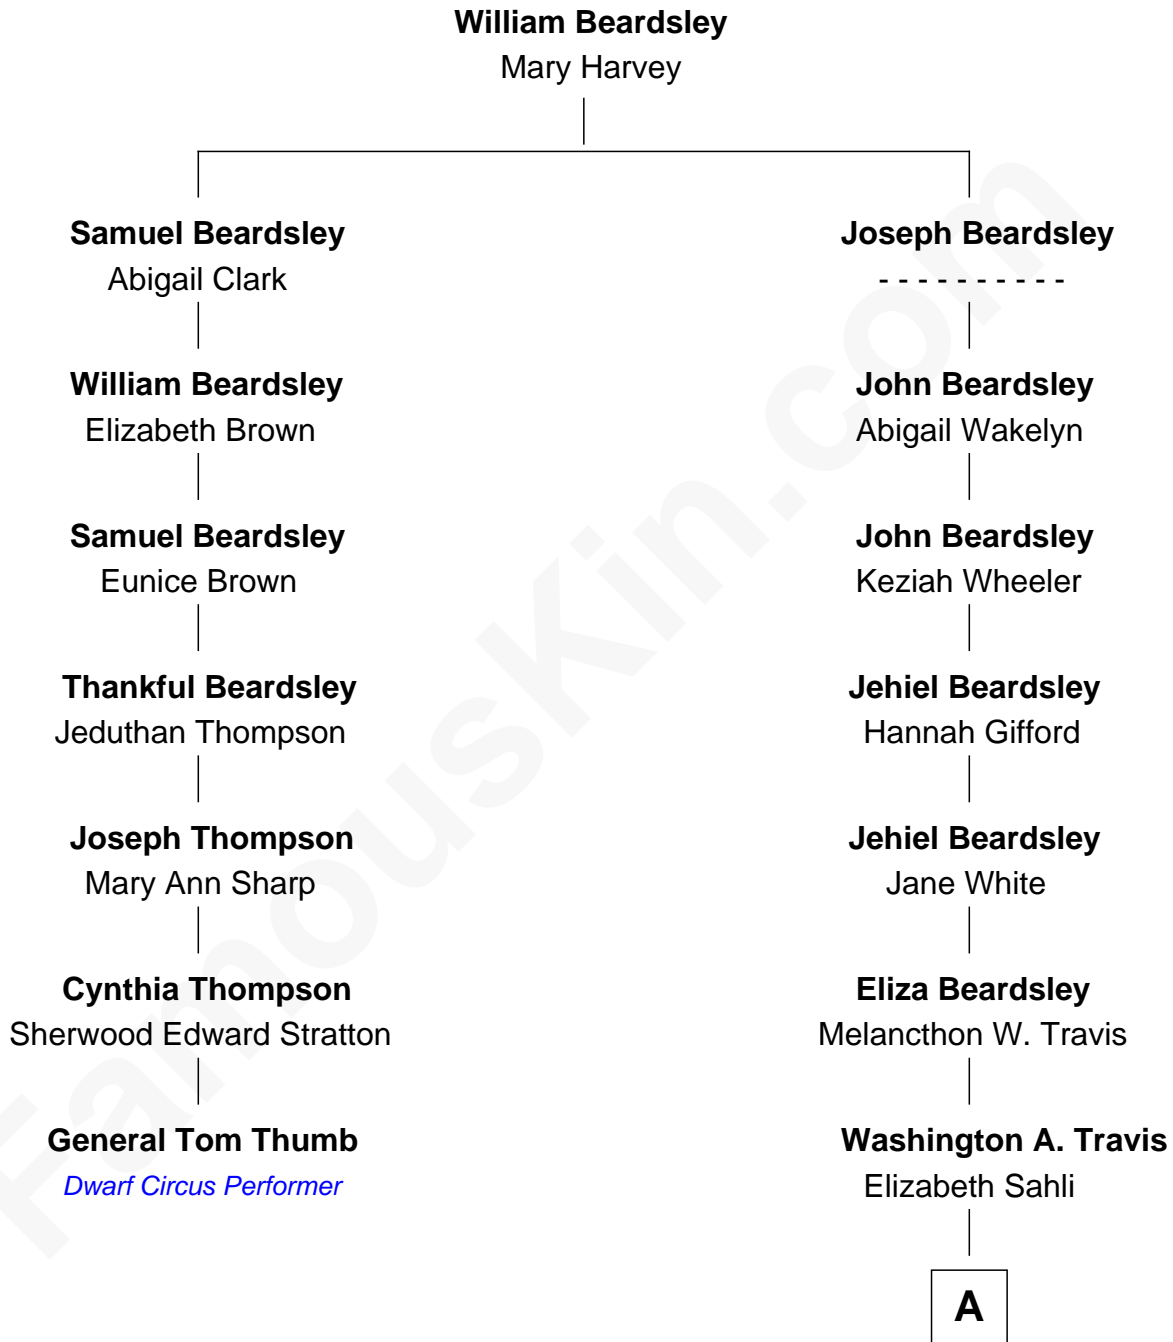 William Beardsley
Mary Harvey
Samuel Beardsley
Abigail Clark
Joseph Beardsley
- - - - - - - - - -
William Beardsley
Elizabeth Brown
John Beardsley
Abigail Wakelyn
Samuel Beardsley
Eunice Brown
John Beardsley
Keziah Wheeler
Thankful Beardsley
Jeduthan Thompson
Jehiel Beardsley
Hannah Gifford
Joseph Thompson
Mary Ann Sharp
Jehiel Beardsley
Jane White
Cynthia Thompson
Sherwood Edward Stratton
Eliza Beardsley
Melancthon W. Travis
General Tom Thumb
Dwarf Circus Performer
Washington A. Travis
Elizabeth Sahli
A
FamousKin.com